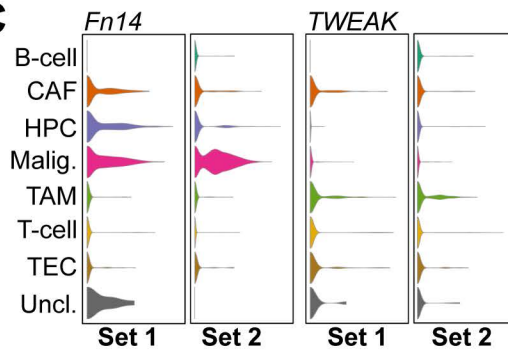 C
Fn14 TWEAK
B-cell
CAF
HPC
Malig.
TAM
T-cell
TEC
Uncl.
Set 1 Set 2 Set 1 Set 2